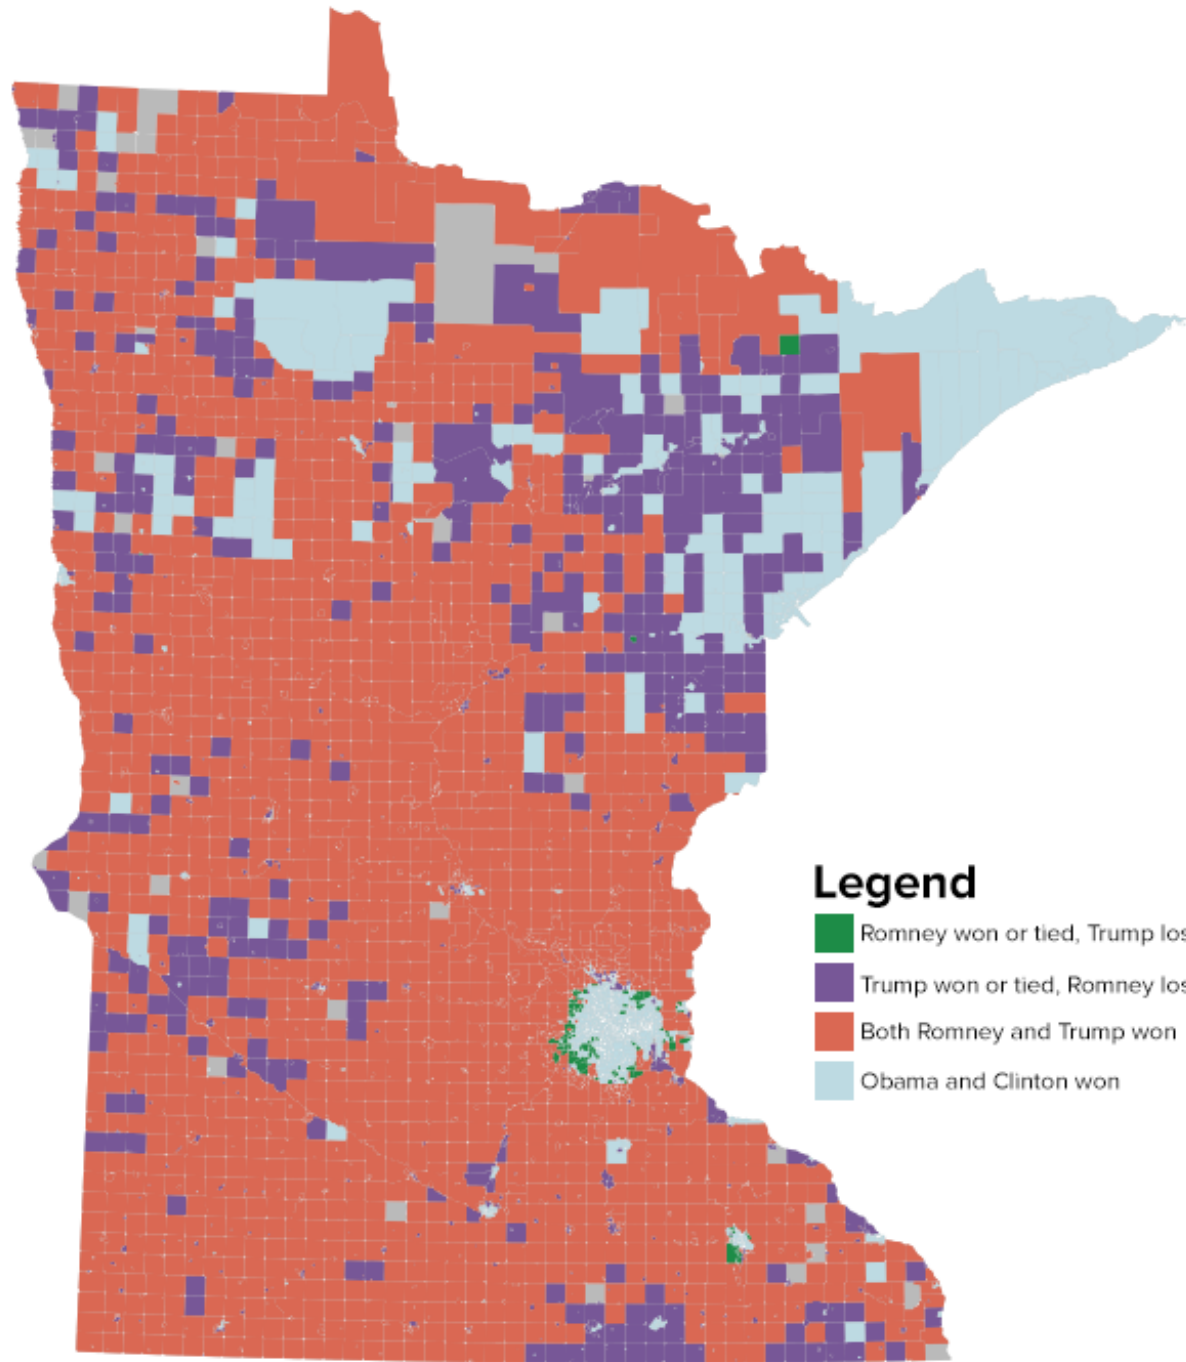 Legend
Romney won or tied, Trump los
Trump won or tied, Romney los
Both Romney and Trump won
Obama and Clinton won